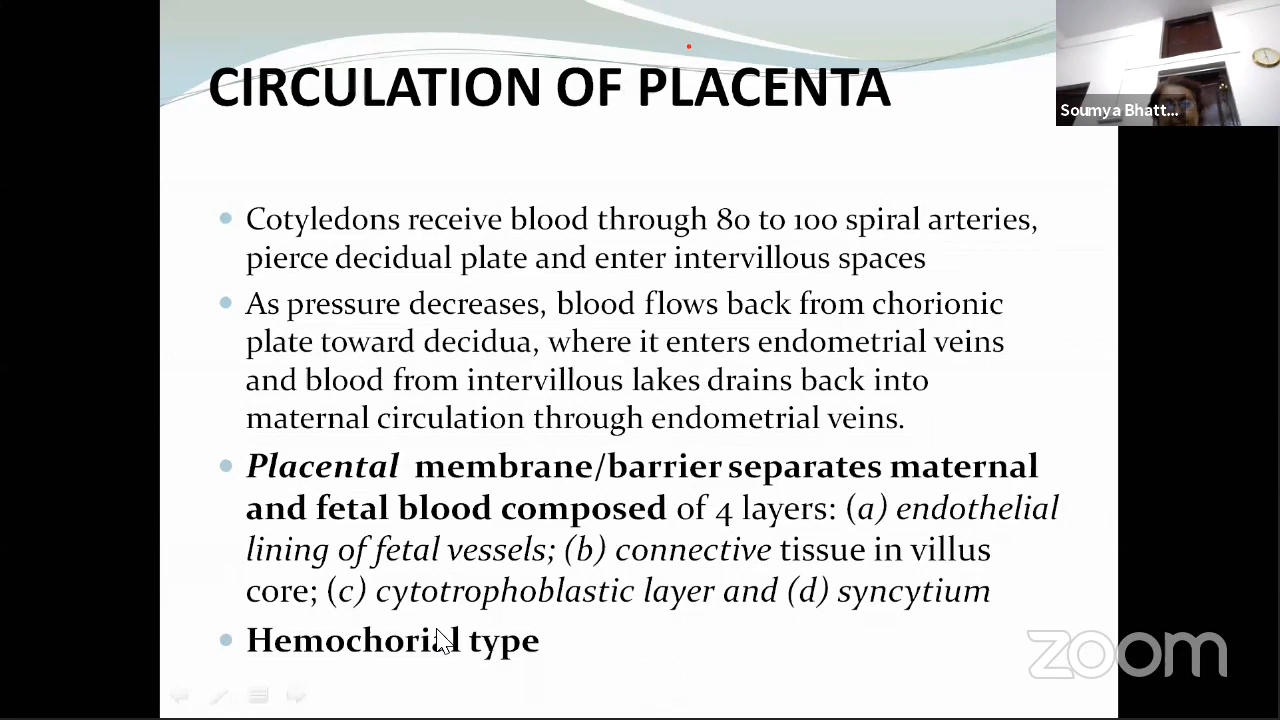 CIRCULATION OF PLACENTA
Soumya Bhatt...
Cotyledons receive blood through 80 to 100 spiral arteries,
pierce decidual plate and enter intervillous spaces
As pressure decreases, blood flows back from chorionic
plate toward decidua, where it enters endometrial veins
and blood from intervillous lakes drains back into
maternal circulation through endometrial veins.
Placental membrane/barrier separates maternal
and fetal blood composed of 4 layers: (a) endothelial
lining of fetal vessels; (b) connective tissue in villus
core; (c) cytotrophoblastic layer and (d) syncytium
Hemochorial type
zoom